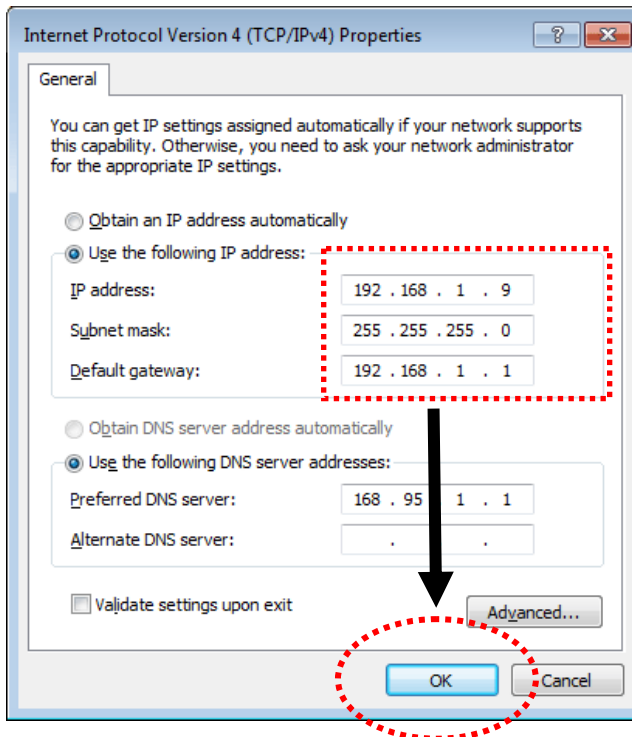 Internet Protocol Version 4 (TCP/IPv4) Properties
General
You can get IP settings assigned automatically if your network supports
this capability. Otherwise, you need to ask your network administrator
for the appropriate IP settings.
Obtain an IP address automatically
Use the following IP address:
IP address: 192 . 168 . 1 . 9
Subnet mask: 255 . 255 . 255 . 0
Default gateway: 192 . 168 . 1 . 1
Obtain DNS server address automatically
Use the following DNS server addresses:
Preferred DNS server: 168 . 95 1 . 1
Alternate DNS server: . .
Validate settings upon exit
Advanced...
OK Cancel